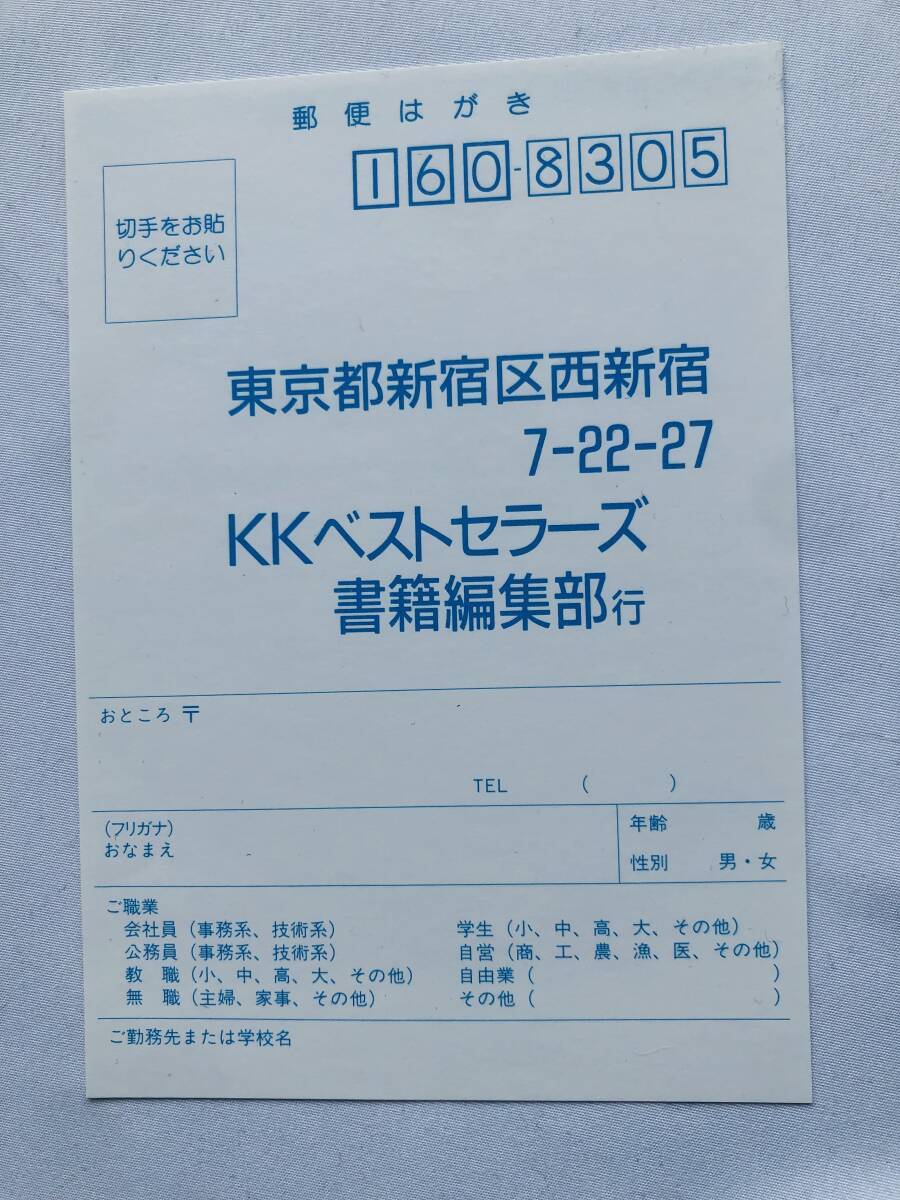 郵便はがき
160-8305
切手をお貼
りください
東京都新宿区西新宿
7-22-27
KKベストセラーズ
書籍編集部行
おところ 〒
TEL ( )
(フリガナ)
おなまえ
年齢 歳
性別 男・女
ご職業
会社員(事務系、技術系) 学生(小、中、高、大、その他)
公務員(事務系、技術系) 自営(商、工、農、漁、医、その他)
教 職(小、中、高、大、その他) 自由業( )
無 職(主婦、家事、その他) その他( )
ご勤務先または学校名